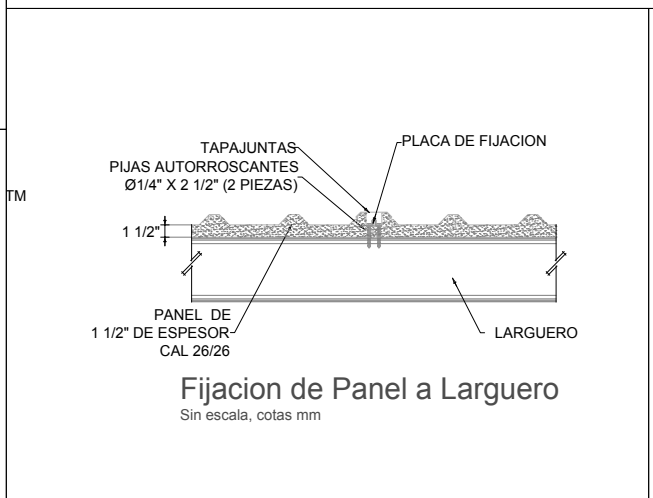 TAPAJUNTAS
PLACA DE FIJACION
PIJAS AUTORROSCANTES
Ø1/4" X 2 1/2" (2 PIEZAS)
TM
1 1/2"
PANEL DE
1 1/2" DE ESPESOR
CAL 26/26
LARGUERO
Fijacion de Panel a Larguero
Sin escala, cotas mm